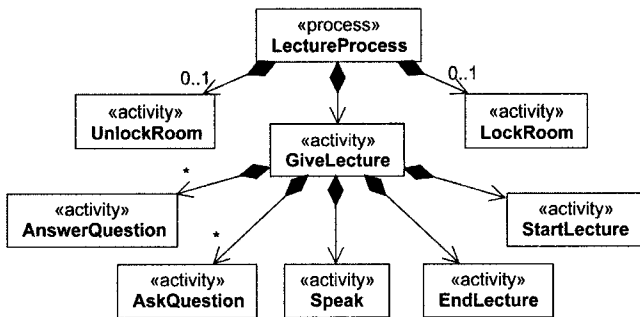 «process»
LectureProcess
0..1
0..1
«activity»
UnlockRoom
«activity»
LockRoom
«activity»
GiveLecture
*
«activity»
AnswerQuestion
«activity»
StartLecture
*
«activity»
AskQuestion
«activity»
Speak
«activity»
EndLecture